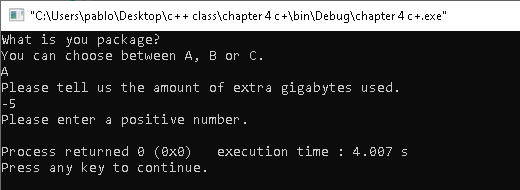 "C:\Users\pablo\Desktop\c++ class\chapter 4 c+\bin\Debug\chapter 4 c+.exe"
What is you package?
You can choose between A, B or C.
A
Please tell us the amount of extra gigabytes used.
-5
Please enter a positive number.
Process returned 0 (0x0)   execution time : 4.007 s
Press any key to continue.